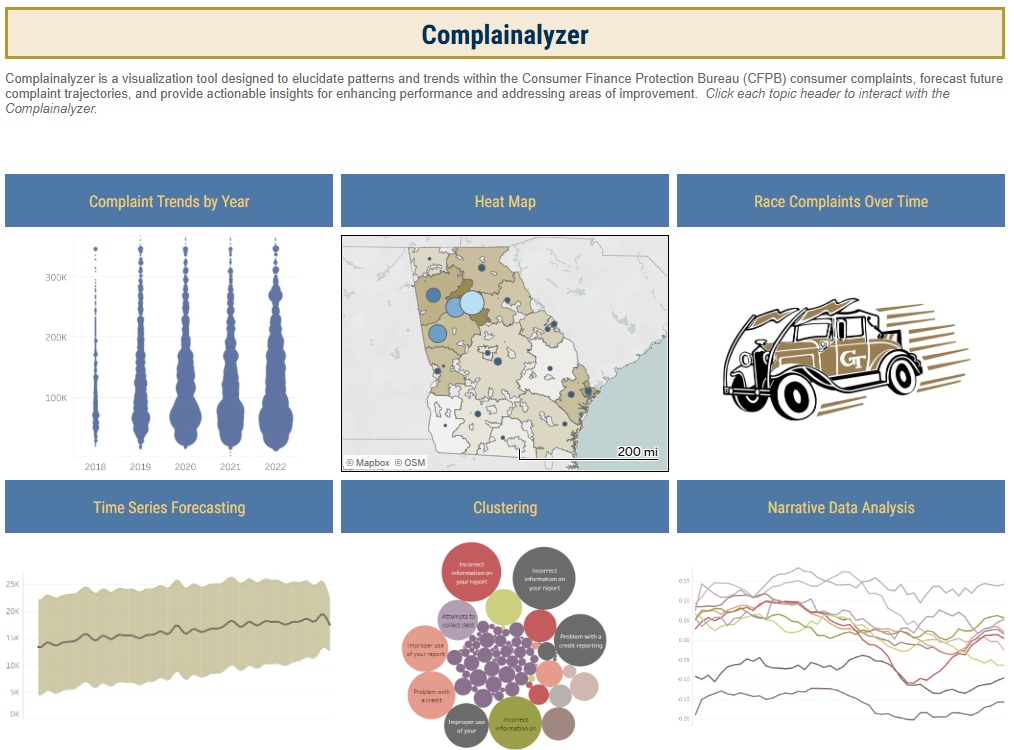 Complainalyzer
Complainalyzer is a visualization tool designed to elucidate patterns and trends within the Consumer Finance Protection Bureau (CFPB) consumer complaints, forecast future
complaint trajectories, and provide actionable insights for enhancing performance and addressing areas of improvement.  Click each topic header to interact with the
Complainalyzer.
Complaint Trends by Year
Heat Map
Race Complaints Over Time
300K
200K
100K
2018 2019 2020 2021 2022
200 mi
© Mapbox © OSM
GT
Time Series Forecasting
Clustering
Narrative Data Analysis
25K
20K
15K
10K
5K
0K
Incorrect
information on
your report
Incorrect
information on
your report
Attempts to
collect debt
Improper use
of your report
Problem with a
credit reporting
Problem with
a credit
Improper use
of your
Incorrect
information on
0.15
0.10
0.05
0.00
-0.05
-0.10
-0.15
-0.20